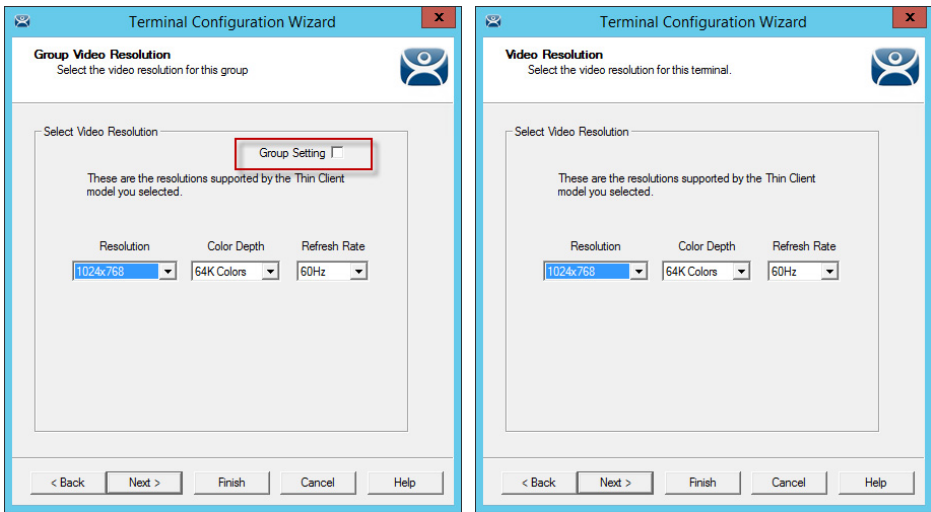 Terminal Configuration Wizard
x
Group Video Resolution
Select the video resolution for this group
Select Video Resolution
Group Setting
These are the resolutions supported by the Thin Client
model you selected.
Resolution Color Depth Refresh Rate
1024x768 64K Colors 60Hz
< Back Next > Finish Cancel Help
Terminal Configuration Wizard
x
Video Resolution
Select the video resolution for this terminal.
Select Video Resolution
These are the resolutions supported by the Thin Client
model you selected.
Resolution Color Depth Refresh Rate
1024x768 64K Colors 60Hz
< Back Next > Finish Cancel Help